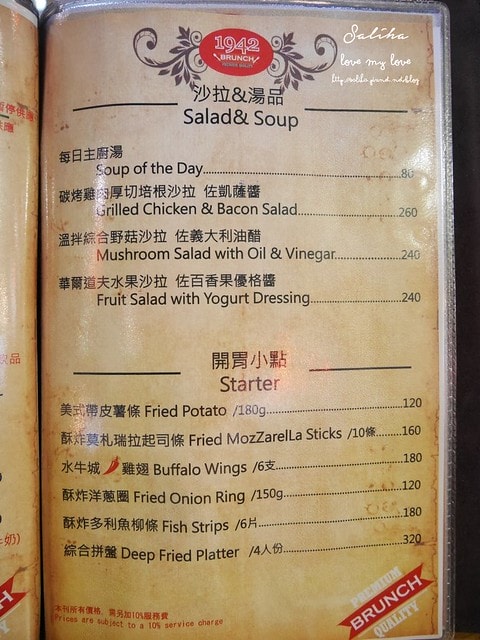 1942
BRUNCH
PREMIUM QUALITY
Saliha
love my love
沙拉&湯品
Salad& Soup
每日主廚湯
Soup of the Day 80
碳烤雞肉厚切培根沙拉 佐凱薩醬
Grilled Chicken & Bacon Salad 260
溫拌綜合野菇沙拉 佐義大利油醋
Mushroom Salad with Oil & Vinegar 240
華爾道夫水果沙拉 佐百香果優格醬
Fruit Salad with Yogurt Dressing 240
開胃小點
Starter
美式帶皮薯條 Fried Potato /180g 120
酥炸莫札瑞拉起司條 Fried MozZarelLa Sticks /10條 160
水牛城 雞翅 Buffalo Wings /6支 180
酥炸洋蔥圈 Fried Onion Ring /150g 120
酥炸多利魚柳條 Fish Strips /6片 180
綜合拼盤 Deep Fried Platter /4人份 320
本刊所有價格, 需另加10%服務費
Prices are subject to a 10% service charge
PREMIUM
BRUNCH
QUALITY